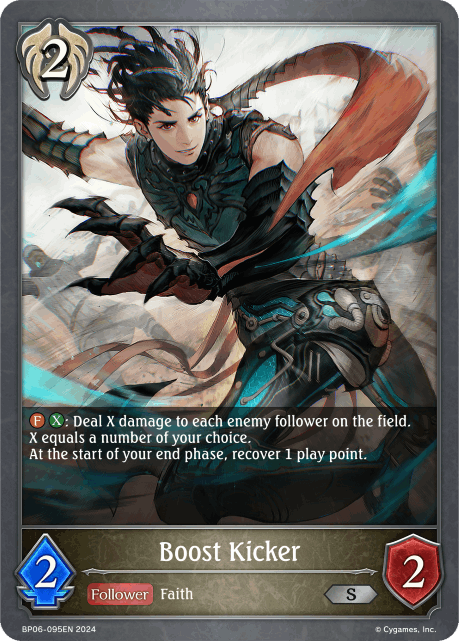 2
F X: Deal X damage to each enemy follower on the field.
X equals a number of your choice.
At the start of your end phase, recover 1 play point.
Boost Kicker
2 Follower Faith S 2
BP06-095EN 2024 © Cygames, Inc.